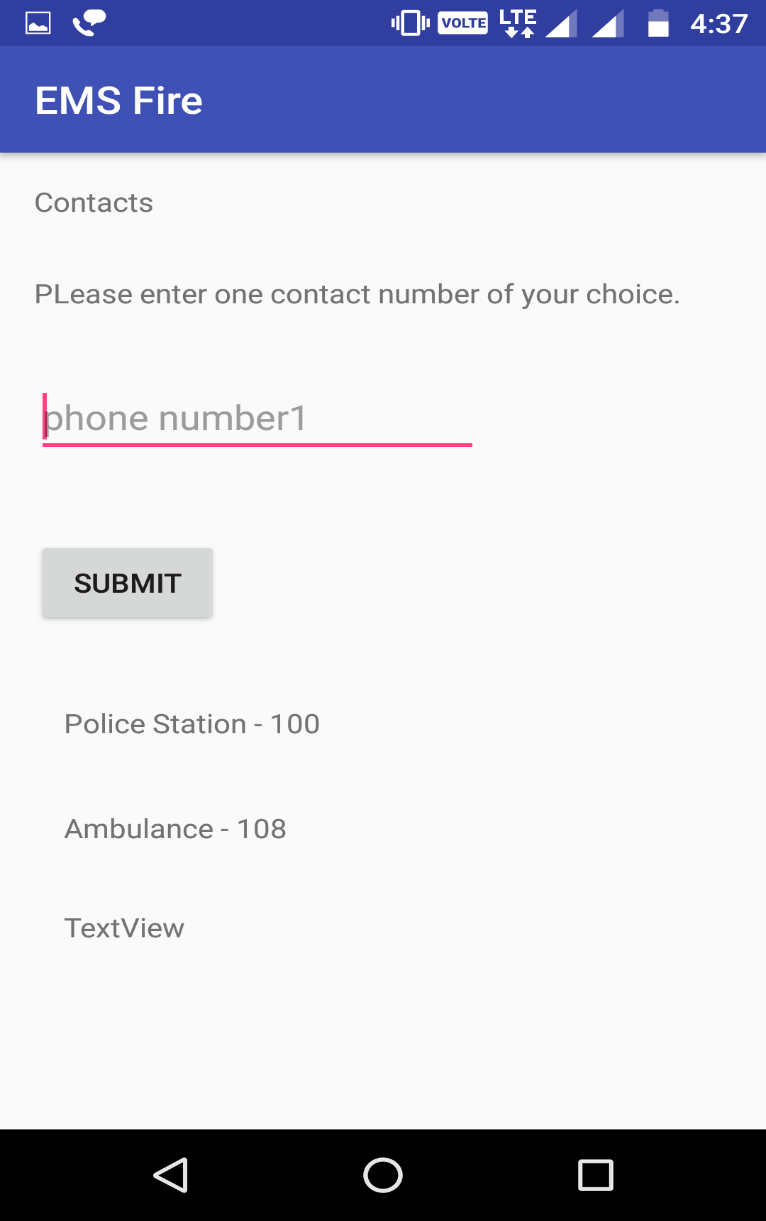 VOLTE LTE 4:37
EMS Fire
Contacts
PLease enter one contact number of your choice.
phone number1
SUBMIT
Police Station - 100
Ambulance - 108
TextView